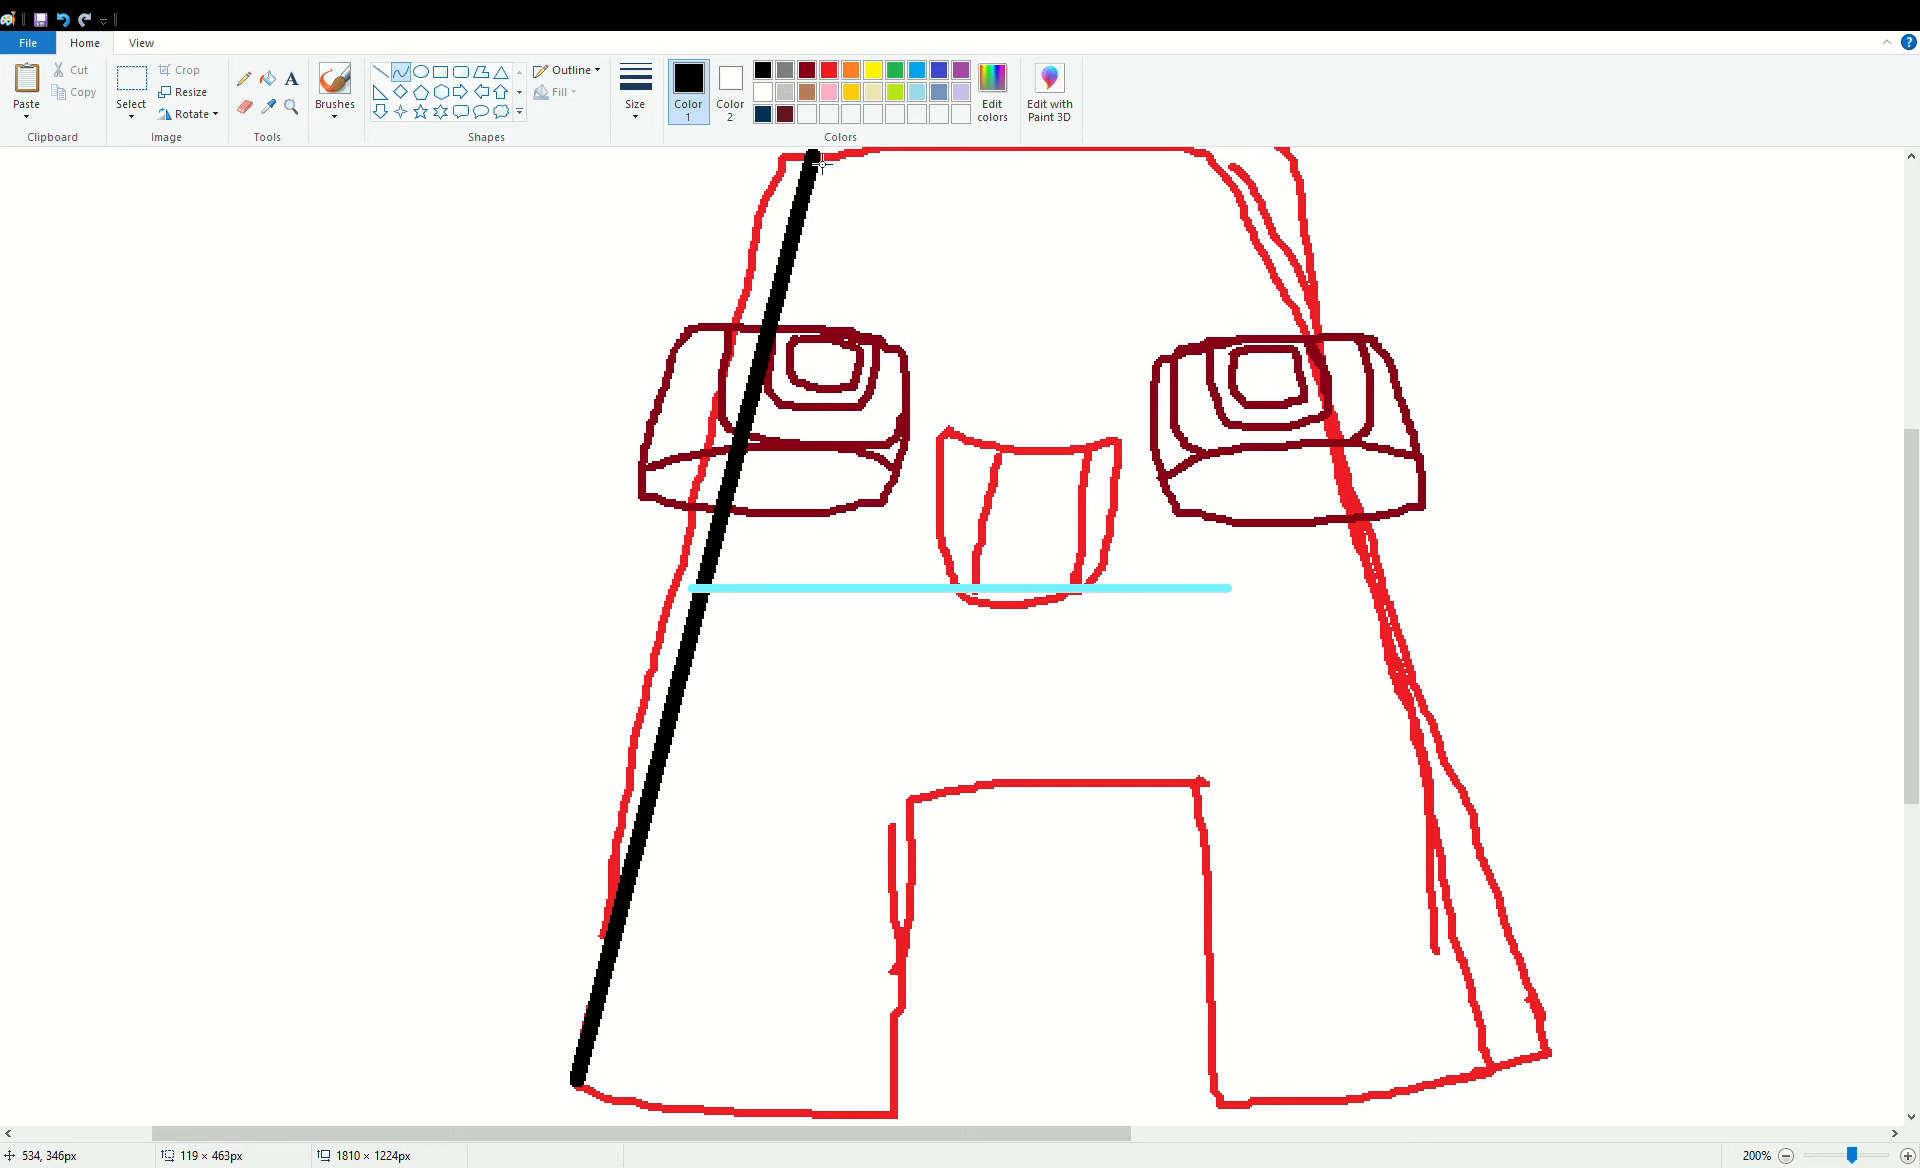 File Home View
Paste
Cut
Copy
Clipboard
Select
Crop
Resize
Rotate
Image
A
Tools
Brushes
Shapes
Outline
Fill
Size
Color 1
Color 2
Edit colors
Colors
Edit with Paint 3D
?
534, 346px 119 × 463px 1810 × 1224px 200%